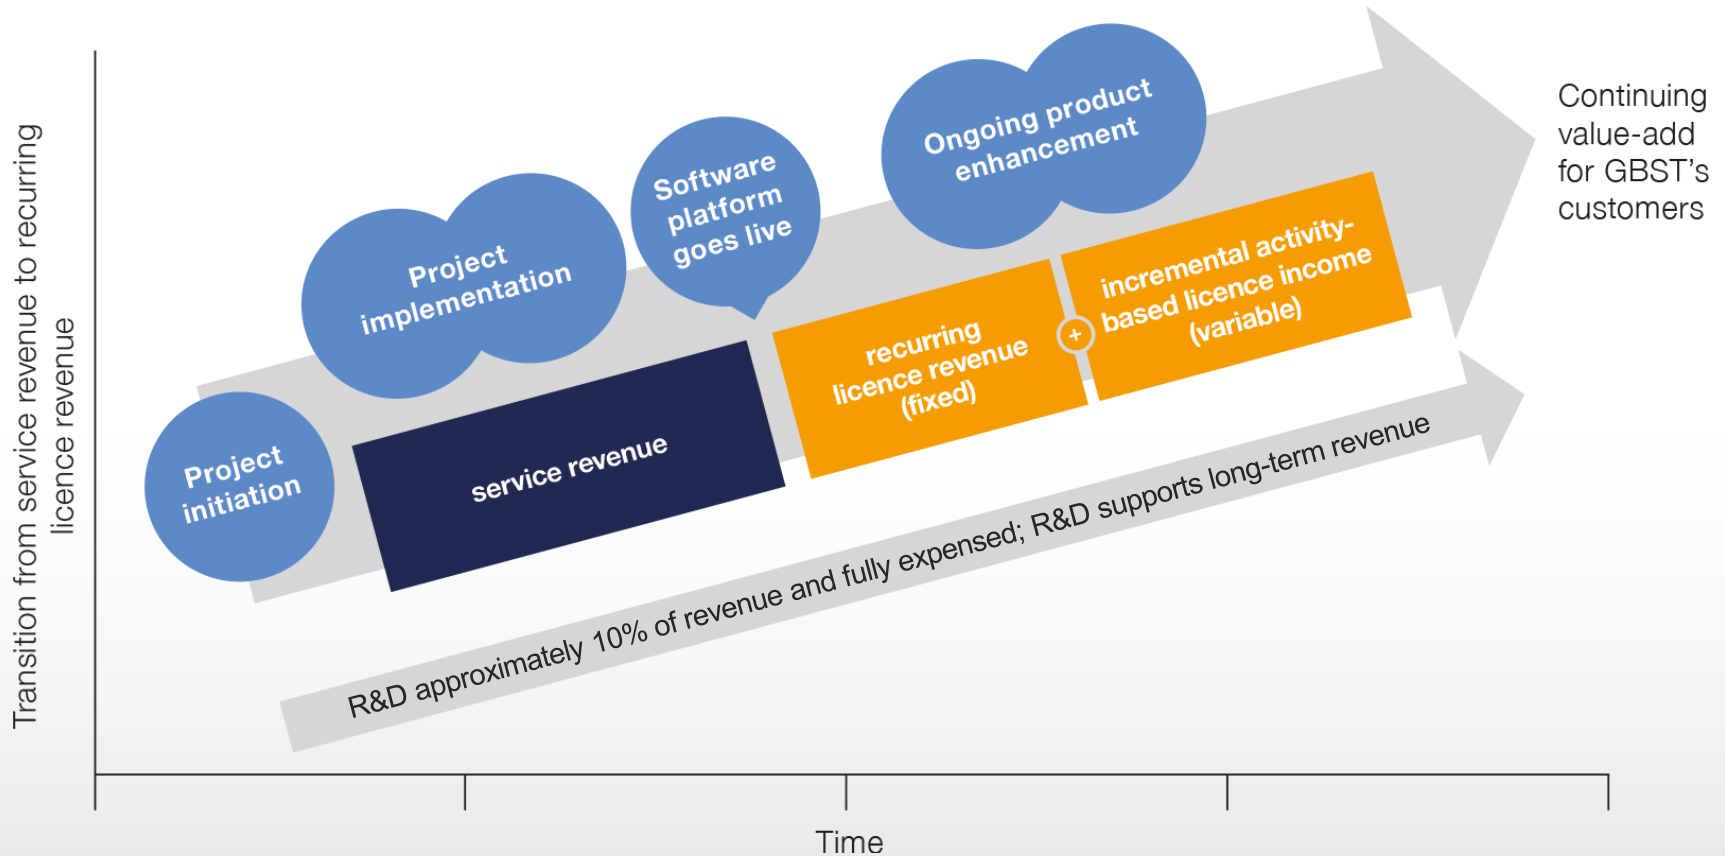 Transition from service revenue to recurring
licence revenue
Project
initiation
Project
implementation
Software
platform
goes live
Ongoing product
enhancement
Continuing
value-add
for GBST's
customers
service revenue
recurring
licence revenue
(fixed)
+
incremental activity-
based licence income
(variable)
R&D approximately 10% of revenue and fully expensed; R&D supports long-term revenue
Time